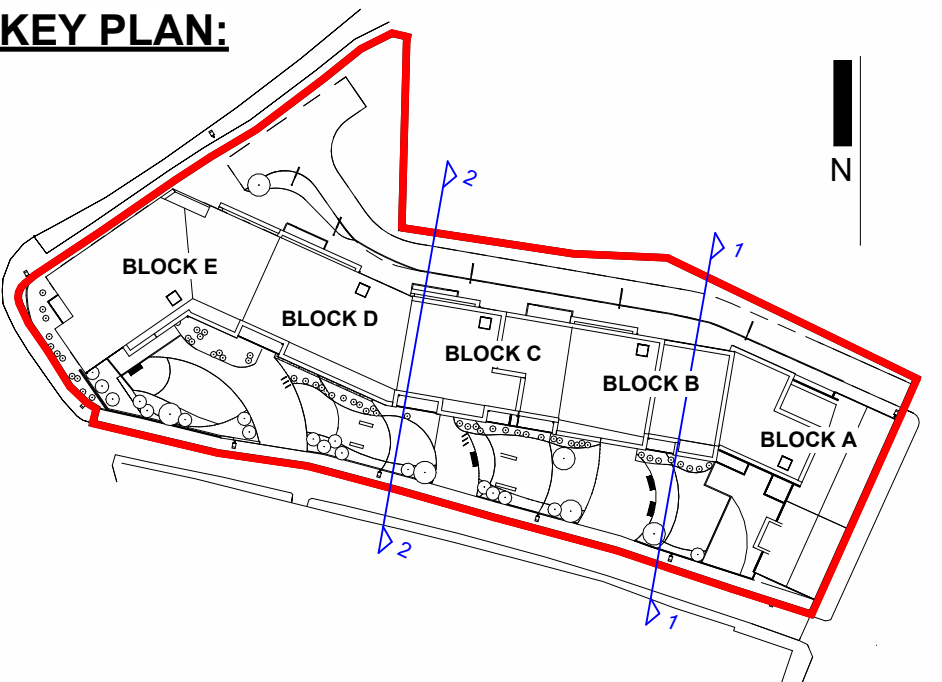 KEY PLAN:
N
2
1
BLOCK E
BLOCK D
BLOCK C
BLOCK B
BLOCK A
2
1